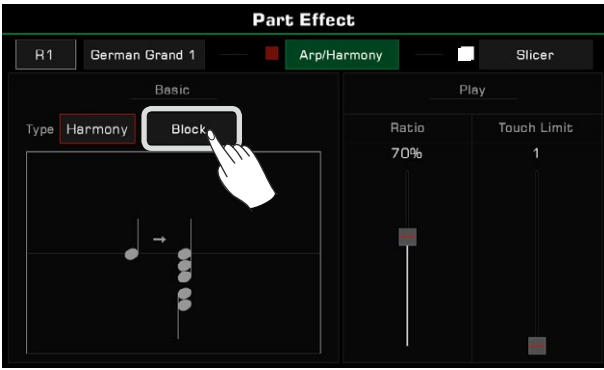 Part Effect
R1 German Grand 1 Arp/Harmony Slicer
Basic
Play
Type Harmony Block
Ratio Touch Limit
70% 1